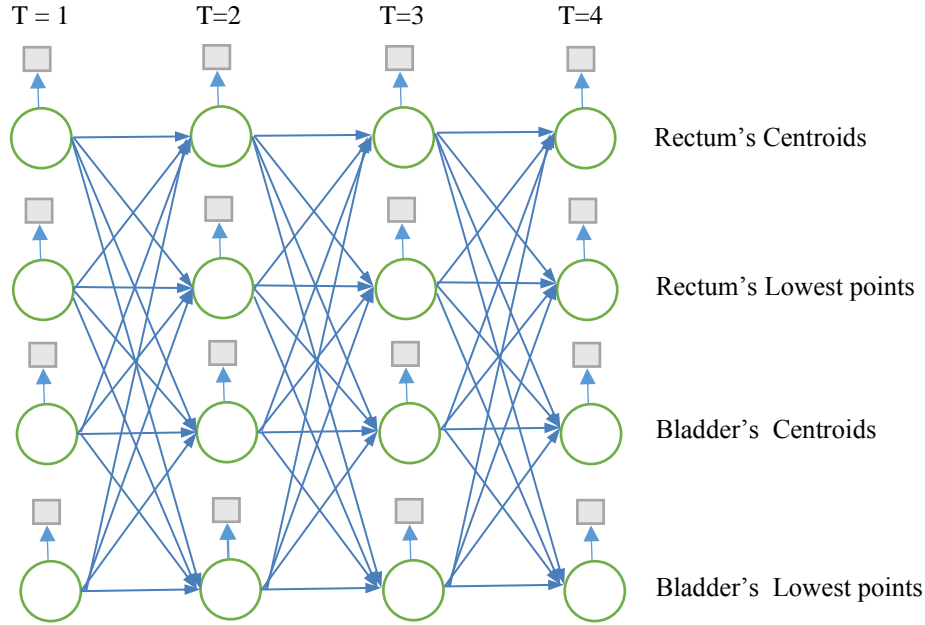 T = 1
T=2
T=3
T=4
Rectum's Centroids
Rectum's Lowest points
Bladder's  Centroids
Bladder's  Lowest points